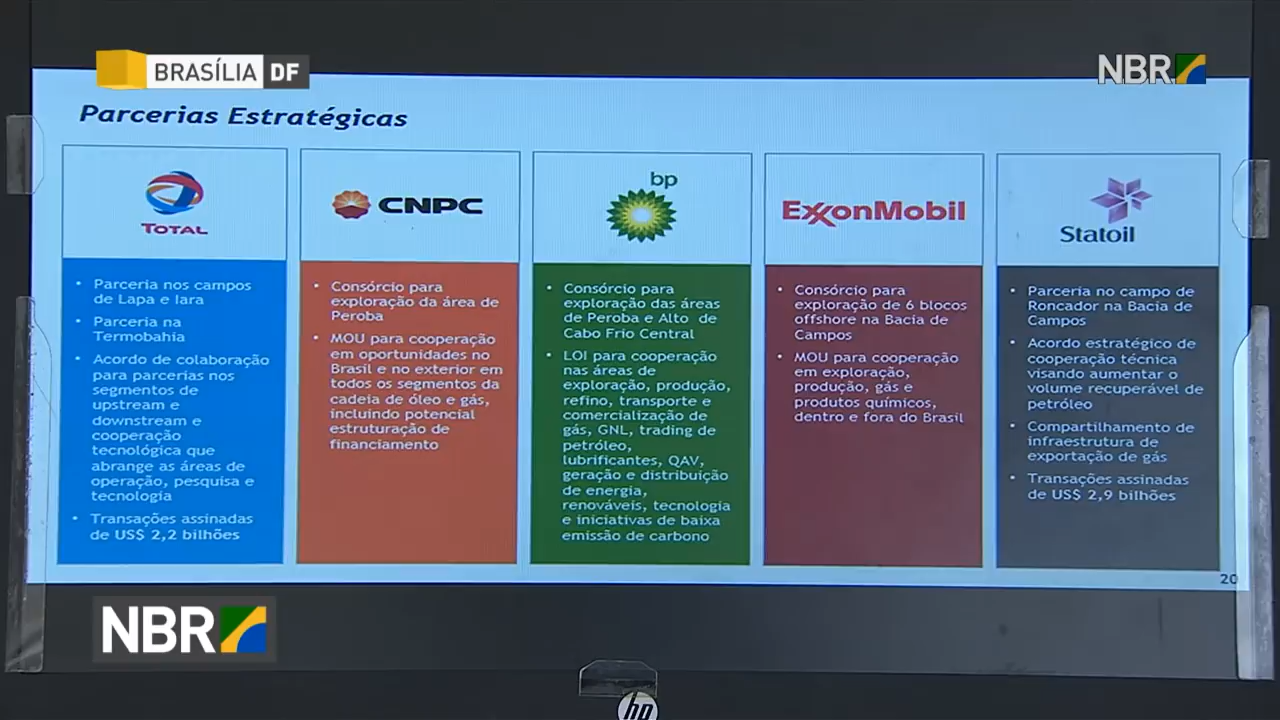 BRASÍLIA DF
NBR
Parcerias Estratégicas
TOTAL
• Parceria nos campos
de Lapa e Iara
• Parceria na
Termobahia
• Acordo de colaboração
para parcerias nos
segmentos de
upstream e
downstream e
cooperação
tecnológica que
abrange as áreas de
operação, pesquisa e
tecnologia
• Transações assinadas
de US$ 2,2 bilhões
CNPC
• Consórcio para
exploração da área de
Peroba
• MOU para cooperação
em oportunidades no
Brasil e no exterior em
todos os segmentos da
cadeia de óleo e gás,
incluindo potencial
estruturação de
financiamento
bp
• Consórcio para
exploração das áreas
de Peroba e Alto de
Cabo Frio Central
• LOI para cooperação
nas áreas de
exploração, produção,
refino, transporte e
comercialização de
gás, GNL, trading de
petróleo,
lubrificantes, QAV,
geração e distribuição
de energia,
renováveis, tecnologia
e iniciativas de baixa
emissão de carbono
ExxonMobil
• Consórcio para
exploração de 6 blocos
offshore na Bacia de
Campos
• MOU para cooperação
em exploração,
produção, gás e
produtos químicos,
dentro e fora do Brasil
Statoil
• Parceria no campo de
Roncador na Bacia de
Campos
• Acordo estratégico de
cooperação técnica
visando aumentar o
volume recuperável de
petróleo
• Compartilhamento de
infraestrutura de
exportação de gás
• Transações assinadas
de US$ 2,9 bilhões
20
NBR
hp